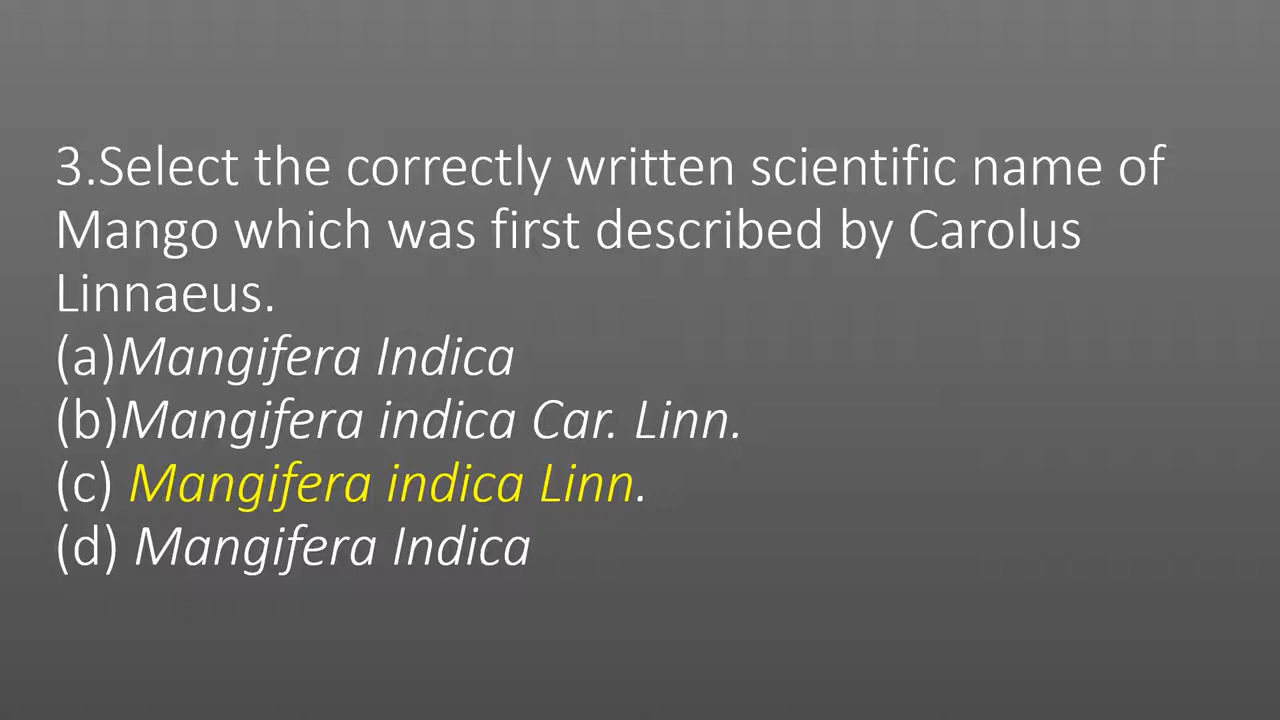 3.Select the correctly written scientific name of
Mango which was first described by Carolus
Linnaeus.
(a)Mangifera Indica
(b)Mangifera indica Car. Linn.
(c) Mangifera indica Linn.
(d) Mangifera Indica